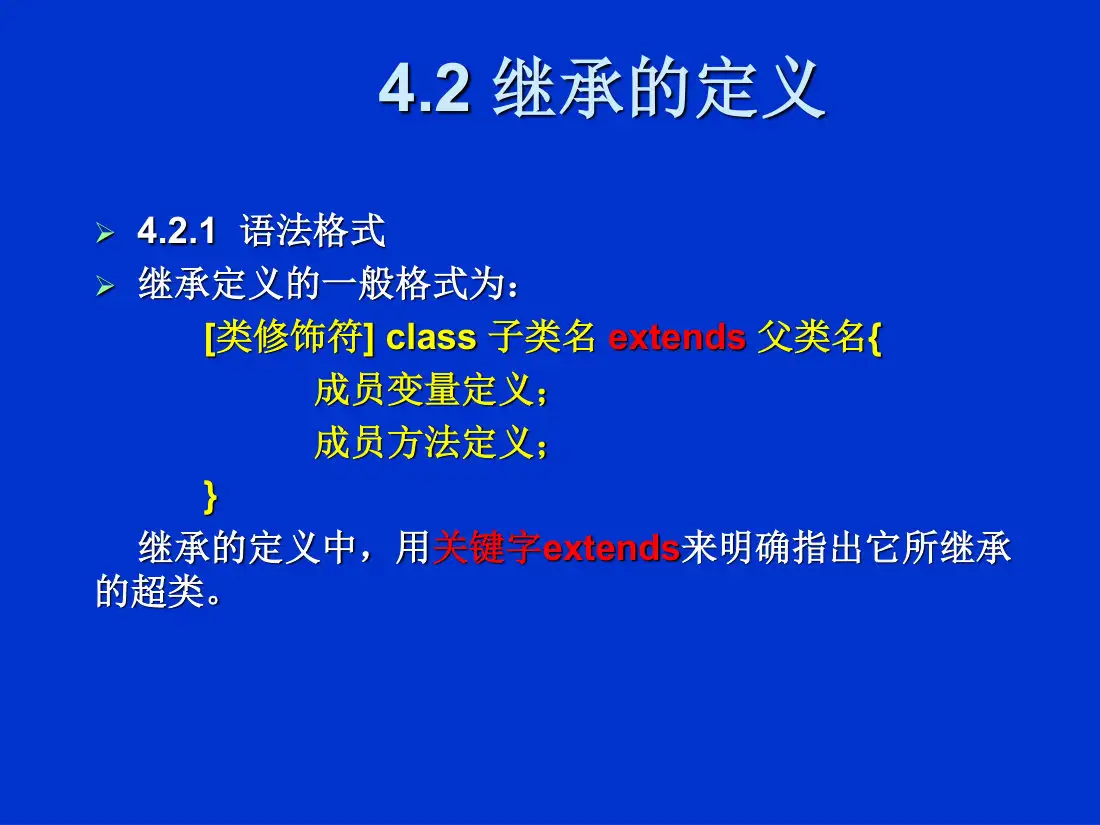 4.2 继承的定义
4.2.1 语法格式
继承定义的一般格式为：
[类修饰符] class 子类名 extends 父类名{
成员变量定义；
成员方法定义；
}
继承的定义中，用关键字extends来明确指出它所继承
的超类。